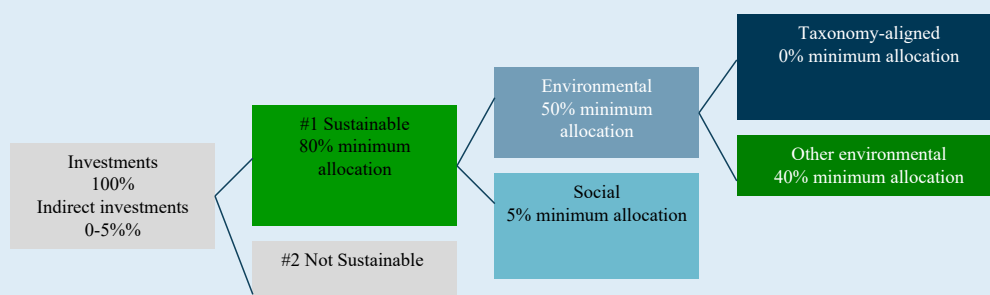 Investments
100%
Indirect investments
0-5%%
#1 Sustainable
80% minimum
allocation
#2 Not Sustainable
Environmental
50% minimum
allocation
Social
5% minimum allocation
Taxonomy-aligned
0% minimum allocation
Other environmental
40% minimum allocation